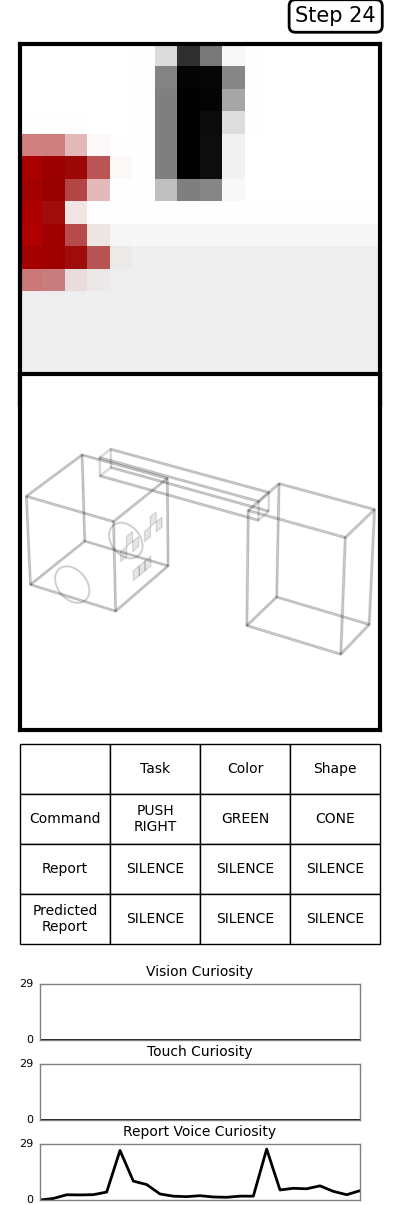 Step 24
Task Color Shape
Command PUSH RIGHT GREEN CONE
Report SILENCE SILENCE SILENCE
Predicted Report SILENCE SILENCE SILENCE
Vision Curiosity
29
0
Touch Curiosity
29
0
Report Voice Curiosity
29
0